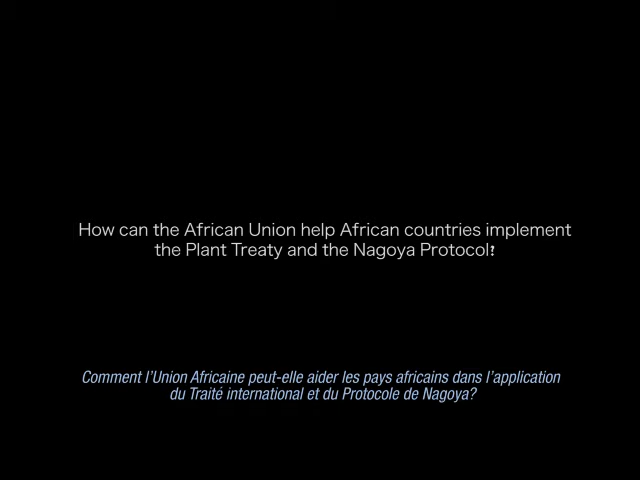 How can the African Union help African countries implement
the Plant Treaty and the Nagoya Protocol?
Comment l'Union Africaine peut-elle aider les pays africains dans l'application
du Traité international et du Protocole de Nagoya?